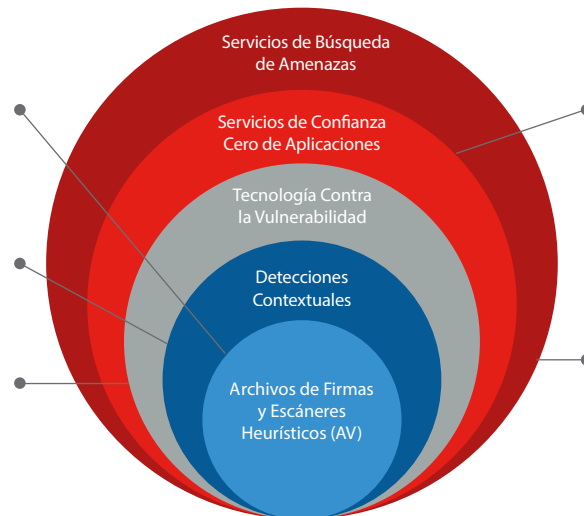 Servicios de Búsqueda
de Amenazas
Servicios de Confianza
Cero de Aplicaciones
Tecnología Contra
la Vulnerabilidad
Detecciones
Contextuales
Archivos de Firmas
y Escáneres
Heurísticos (AV)